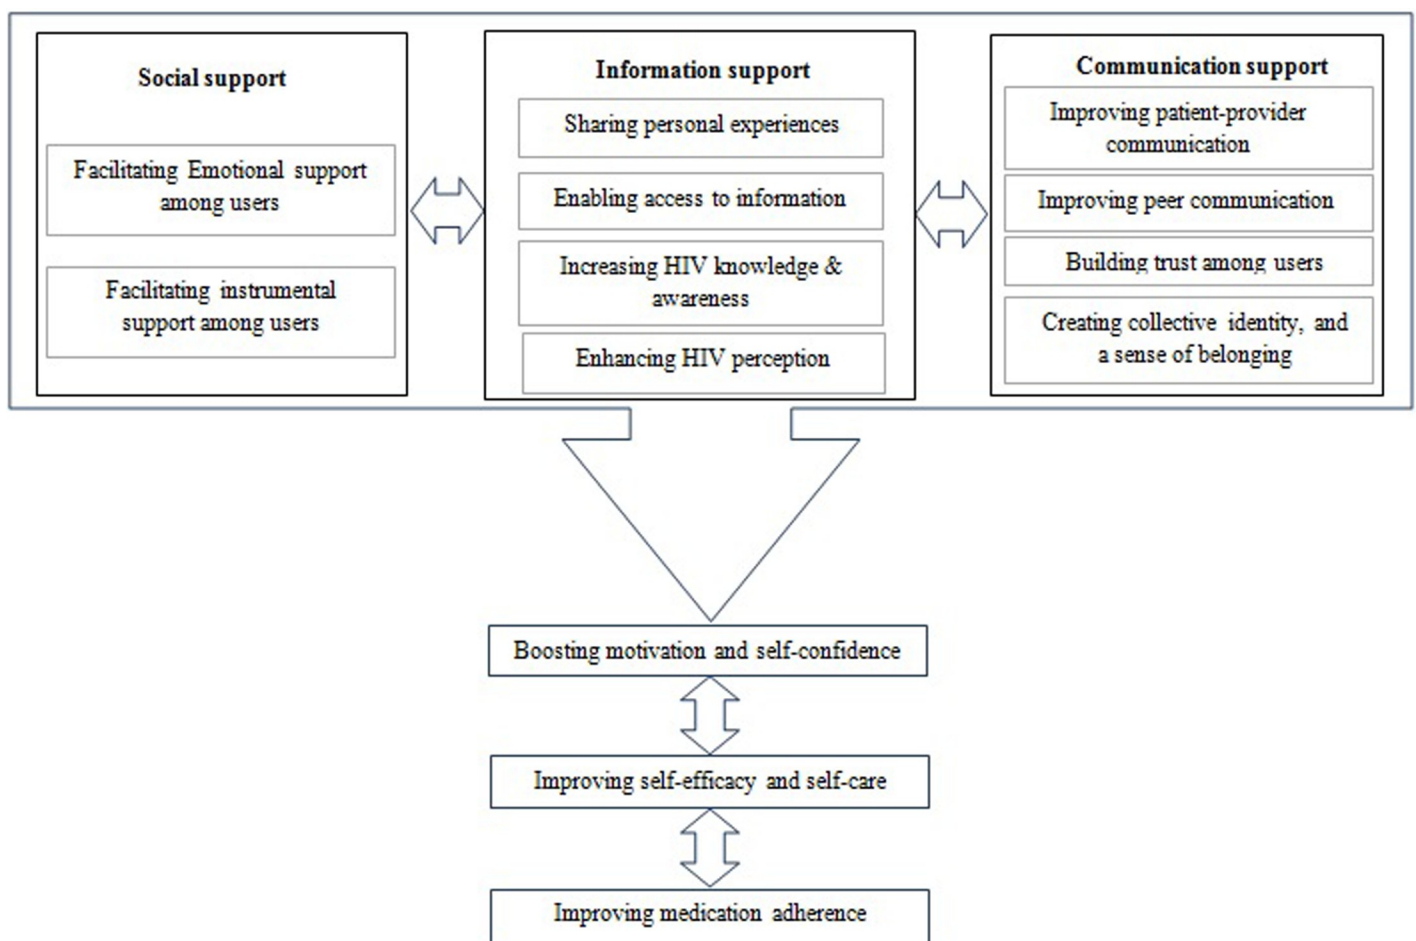 Social support
Facilitating Emotional support
among users
Facilitating instrumental
support among users
Information support
Sharing personal experiences
Enabling access to information
Increasing HIV knowledge &
awareness
Enhancing HIV perception
Communication support
Improving patient-provider
communication
Improving peer communication
Building trust among users
Creating collective identity, and
a sense of belonging
Boosting motivation and self-confidence
Improving self-efficacy and self-care
Improving medication adherence